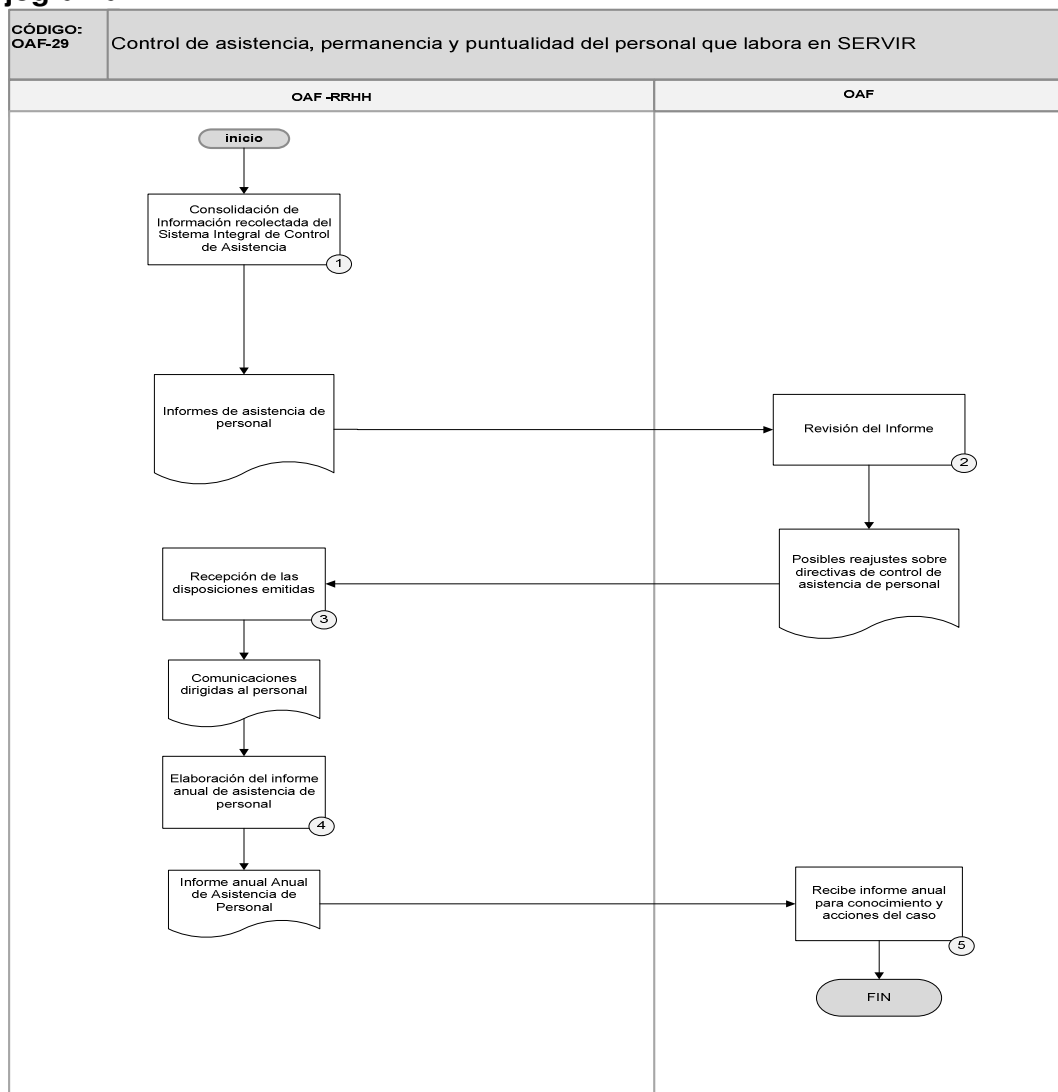 CÓDIGO:
OAF-29
Control de asistencia, permanencia y puntualidad del personal que labora en SERVIR
OAF -RRHH
OAF
inicio
Consolidación de
Información recolectada del
Sistema Integral de Control
de Asistencia
1
Informes de asistencia de
personal
Revisión del Informe
2
Posibles reajustes sobre
directivas de control de
asistencia de personal
Recepción de las
disposiciones emitidas
3
Comunicaciones
dirigidas al personal
Elaboración del informe
anual de asistencia de
personal
4
Informe anual Anual
de Asistencia de
Personal
Recibe informe anual
para conocimiento y
acciones del caso
5
FIN